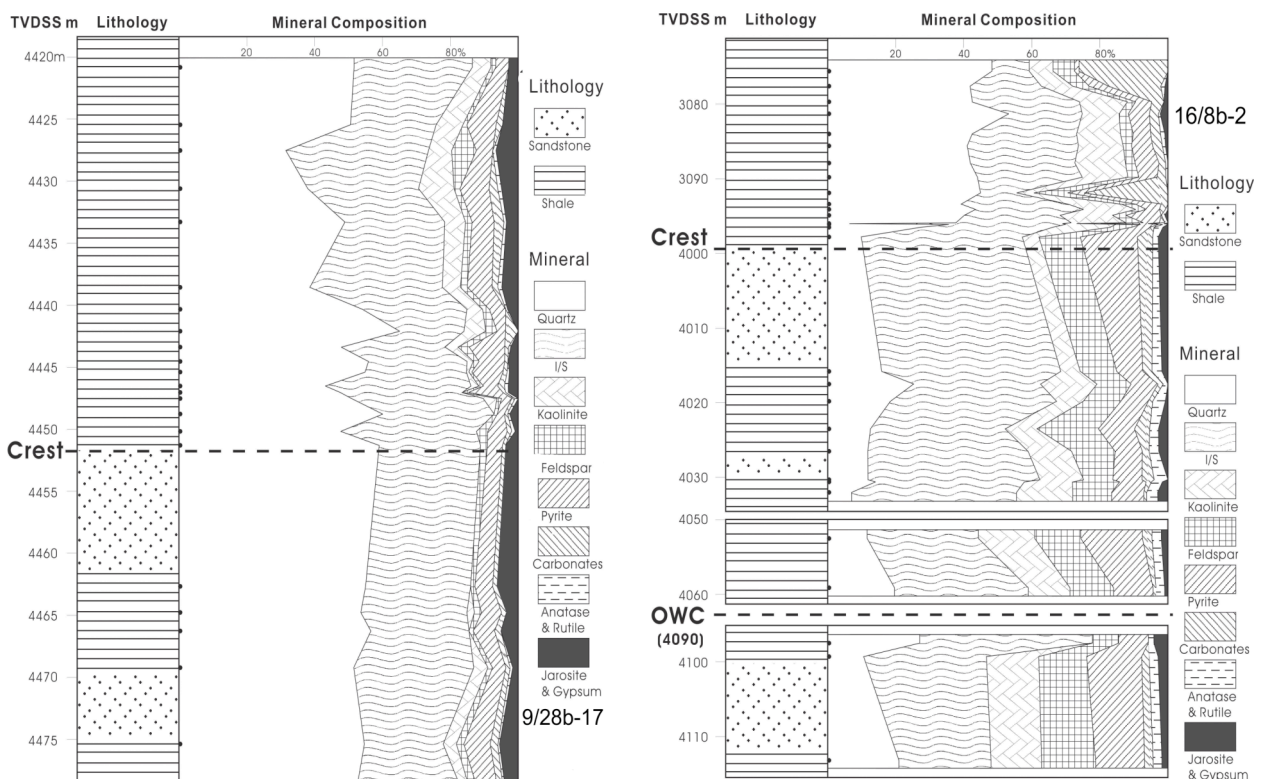 TVDSS m Lithology Mineral Composition
20 40 60 80%
4420m
4425
4430
4435
4440
4445
4450
Crest
4455
4460
4465
4470
4475
Lithology
Sandstone
Shale
Mineral
Quartz
I/S
Kaolinite
Feldspar
Pyrite
Carbonates
Anatase
& Rutile
Jarosite
& Gypsum
9/28b-17
TVDSS m Lithology Mineral Composition
20 40 60 80%
3080
3090
Crest
4000
4010
4020
4030
4050
4060
OWC
(4090)
4100
4110
16/8b-2
Lithology
Sandstone
Shale
Mineral
Quartz
I/S
Kaolinite
Feldspar
Pyrite
Carbonates
Anatase
& Rutile
Jarosite
& Gypsum